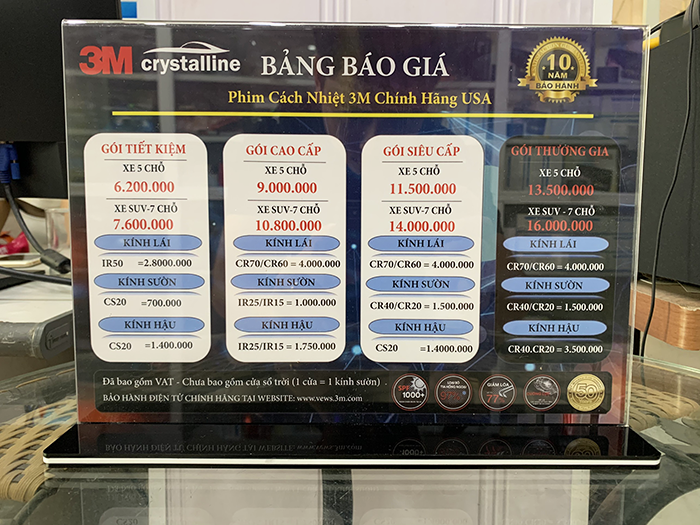 3M crystalline
BẢNG BÁO GIÁ
Phim Cách Nhiệt 3M Chính Hãng USA
10
NĂM
BẢO HÀNH
GÓI TIẾT KIỆM
XE 5 CHỖ
6.200.000
XE SUV-7 CHỖ
7.600.000
KÍNH LÁI
IR50 =2.8000.000
KÍNH SƯỜN
CS20 =700.000
KÍNH HẬU
CS20 =1.400.000
GÓI CAO CẤP
XE 5 CHỖ
9.000.000
XE SUV-7 CHỖ
10.800.000
KÍNH LÁI
CR70/CR60 = 4.000.000
KÍNH SƯỜN
IR25/IR15 = 1.000.000
KÍNH HẬU
IR25/IR15 = 1.750.000
GÓI SIÊU CẤP
XE 5 CHỖ
11.500.000
XE SUV-7 CHỖ
14.000.000
KÍNH LÁI
CR70/CR60 = 4.000.000
KÍNH SƯỜN
CR40/CR20 = 1.500.000
KÍNH HẬU
CS20 =1.4000.000
GÓI THƯỜNG GIA
XE 5 CHỖ
13.500.000
XE SUV - 7 CHỖ
16.000.000
KÍNH LÁI
CR70/CR60 = 4.000.000
KÍNH SƯỜN
CR40/CR20 = 1.500.000
KÍNH HẬU
CR40.CR20 = 3.500.000
Đã bao gồm VAT - Chưa bao gồm cửa sổ trời (1 cửa = 1 kính sườn)
BẢO HÀNH ĐIỆN TỬ CHÍNH HÃNG TẠI WEBSITE: www.vews.3m.com
SPF
1000+
GIẢM LÓA
50